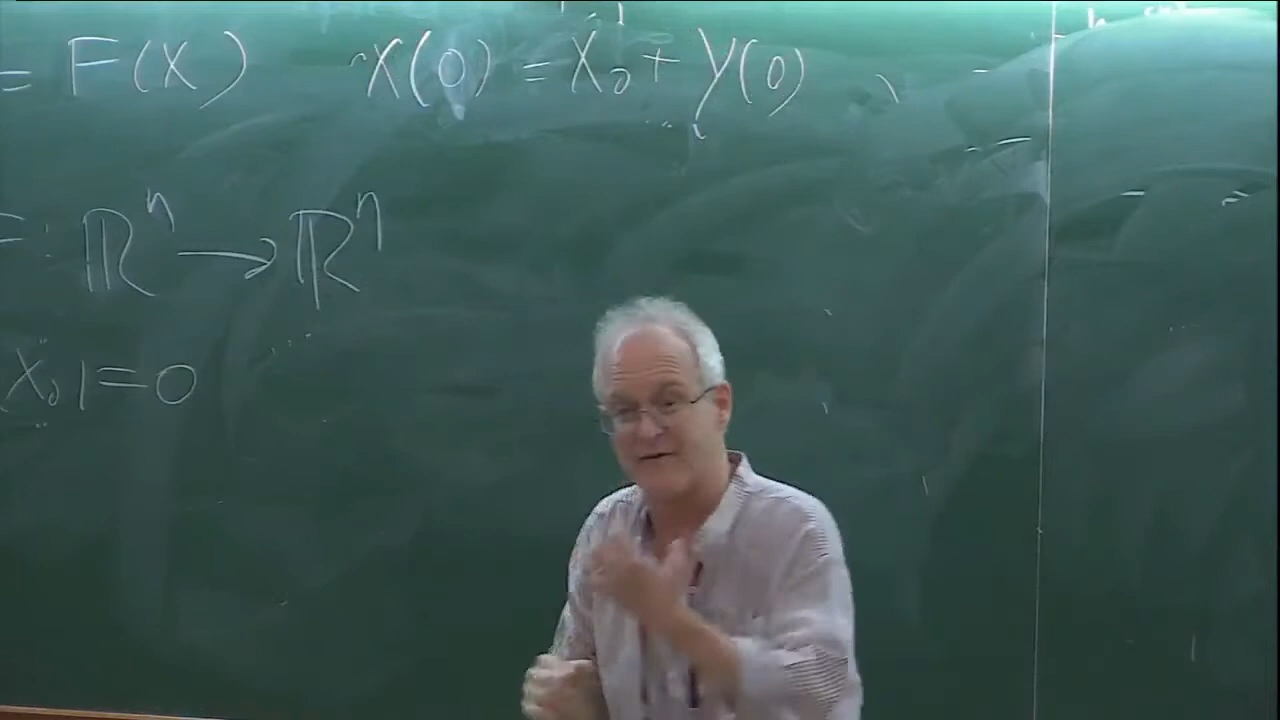 = F(X) X(0) = X₀ + Y(0)
F : ℝⁿ → ℝⁿ
(X₀) = 0